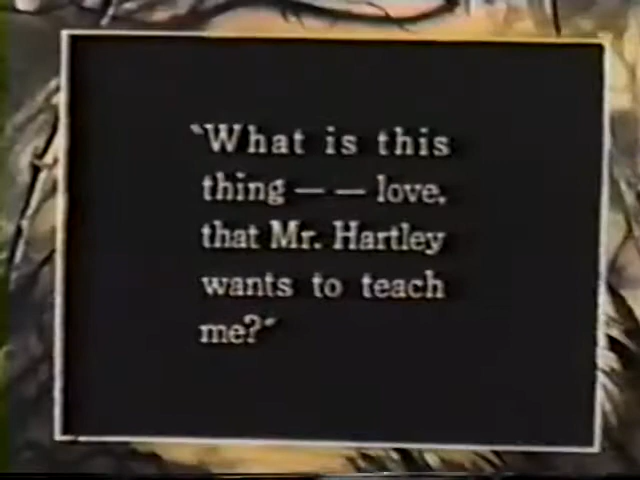 "What is this
thing — — love,
that Mr. Hartley
wants to teach
me?"